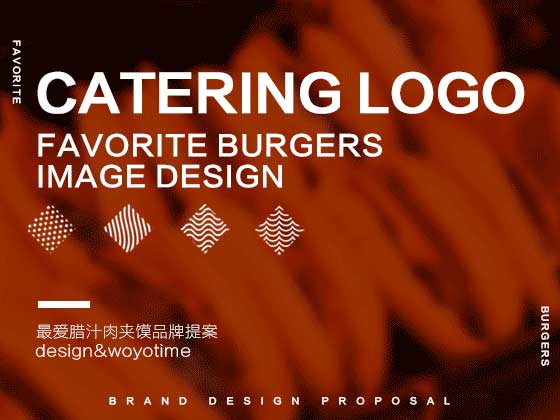 FAVORITE
CATERING LOGO
FAVORITE BURGERS
IMAGE DESIGN
最爱腊汁肉夹馍品牌提案
design&woyotime
BURGERS
BRAND DESIGN PROPOSAL